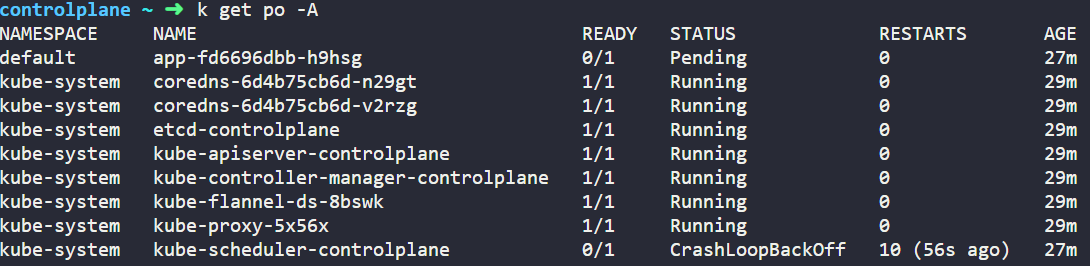 controlplane ~ ➜ k get po -A
NAMESPACE NAME READY STATUS RESTARTS AGE
default app-fd6696dbb-h9hsg 0/1 Pending 0 27m
kube-system coredns-6d4b75cb6d-n29gt 1/1 Running 0 29m
kube-system coredns-6d4b75cb6d-v2rzg 1/1 Running 0 29m
kube-system etcd-controlplane 1/1 Running 0 29m
kube-system kube-apiserver-controlplane 1/1 Running 0 29m
kube-system kube-controller-manager-controlplane 1/1 Running 0 29m
kube-system kube-flannel-ds-8bswk 1/1 Running 0 29m
kube-system kube-proxy-5x56x 1/1 Running 0 29m
kube-system kube-scheduler-controlplane 0/1 CrashLoopBackOff 10 (56s ago) 27m